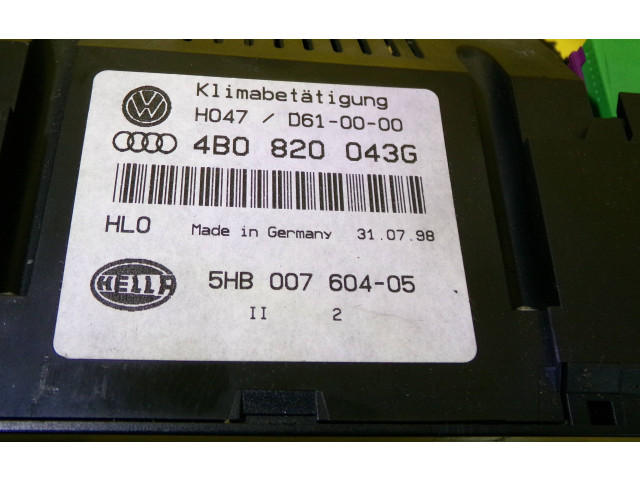 Klimabetätigung
H047 / D61-00-00
4B0 820 043G
HLO Made in Germany 31.07.98
HELLA 5HB 007 604-05
II 2